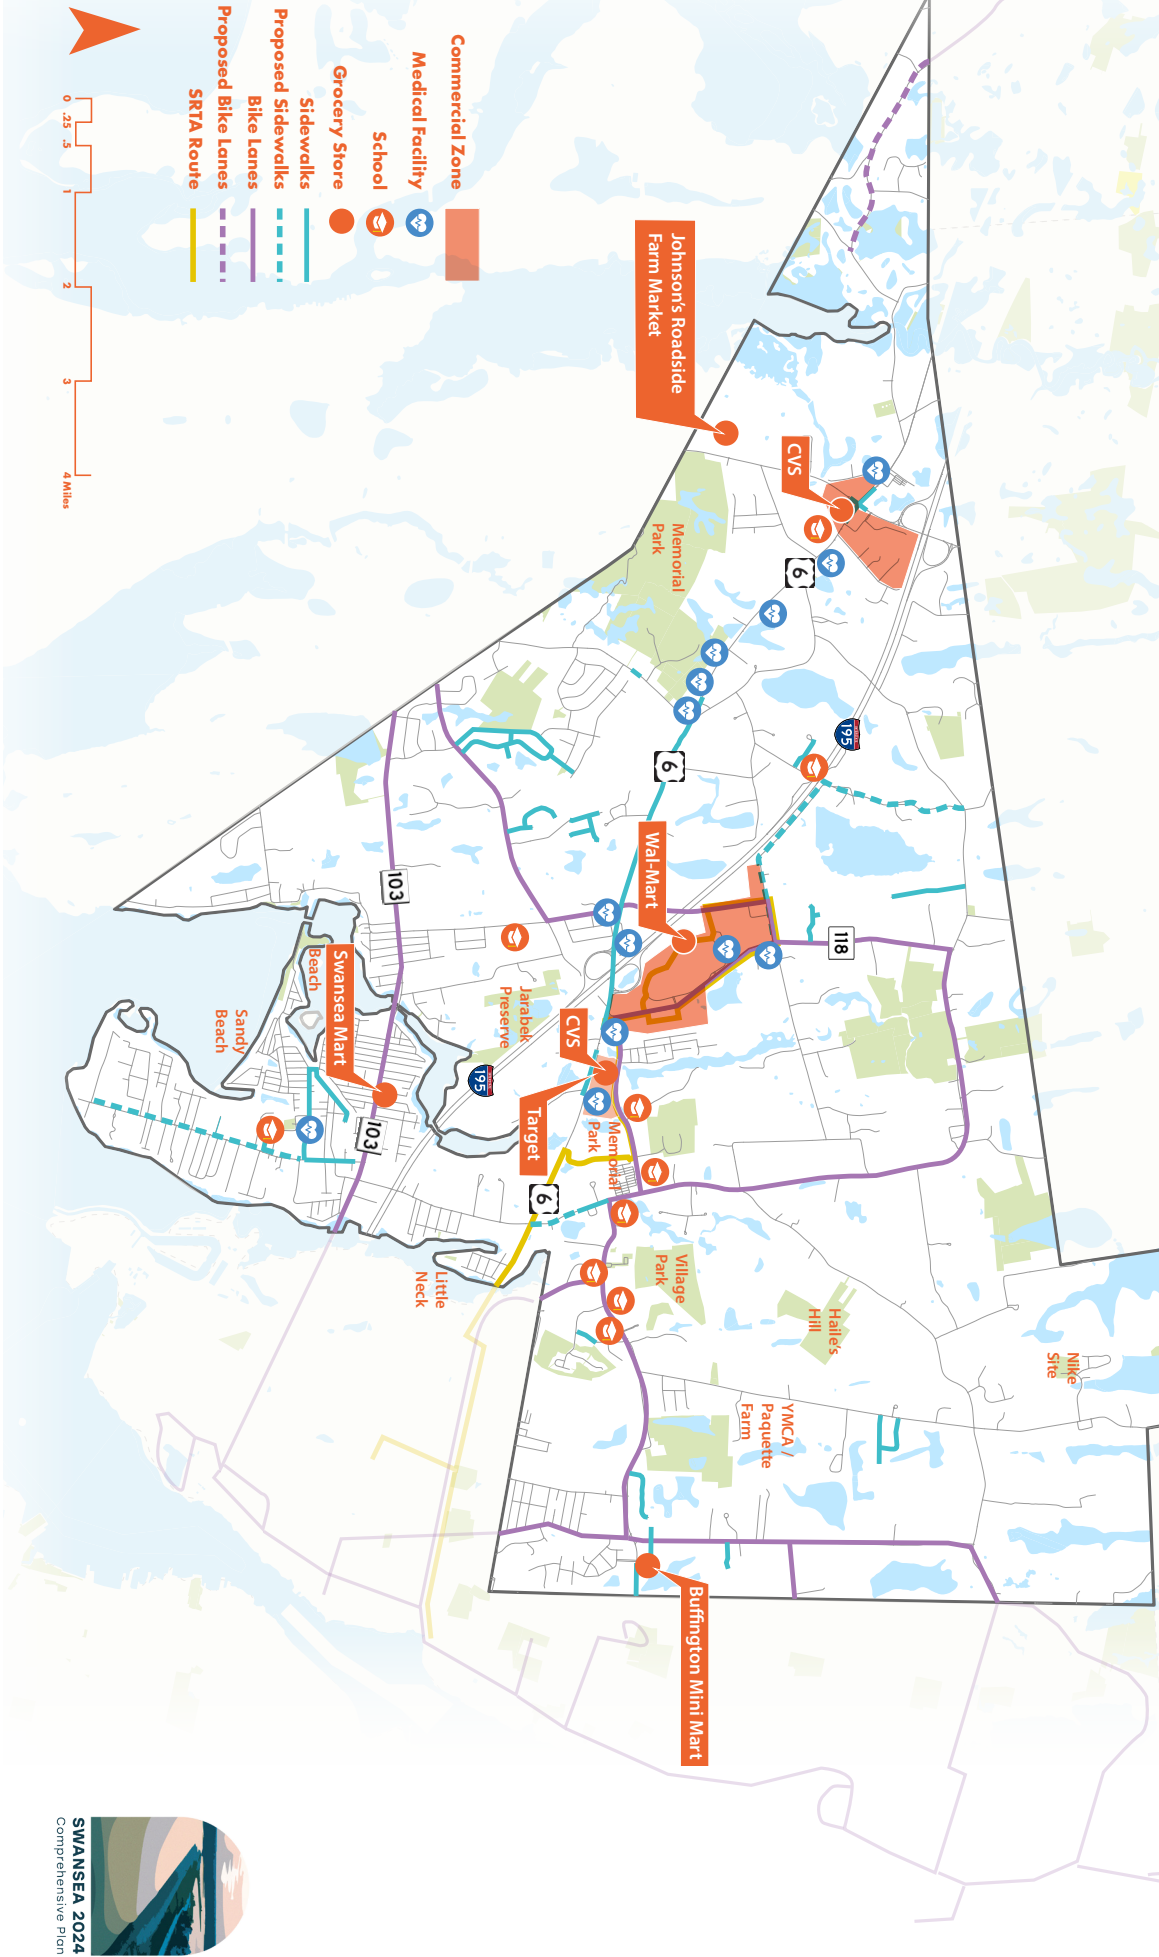 Commercial Zone
Medical Facility
School
Grocery Store
Sidewalks
Proposed Sidewalks
Bike Lanes
Proposed Bike Lanes
SRTA Route
0 .25 .5 1 2 3 4 Miles
Johnson's Roadside
Farm Market
CVS
Memorial
Park
6
195
6
Wal-Mart
118
103
Beach
Swansea Mart
Sandy
Beach
Jarabek
Preserve
CVS
195
Target
Memorial
Park
103
6
Little
Neck
Village
Park
Haile's
Hill
Nike
Site
YMCA /
Paquette
Farm
Buffington Mini Mart
SWANSEA 2024
Comprehensive Plan